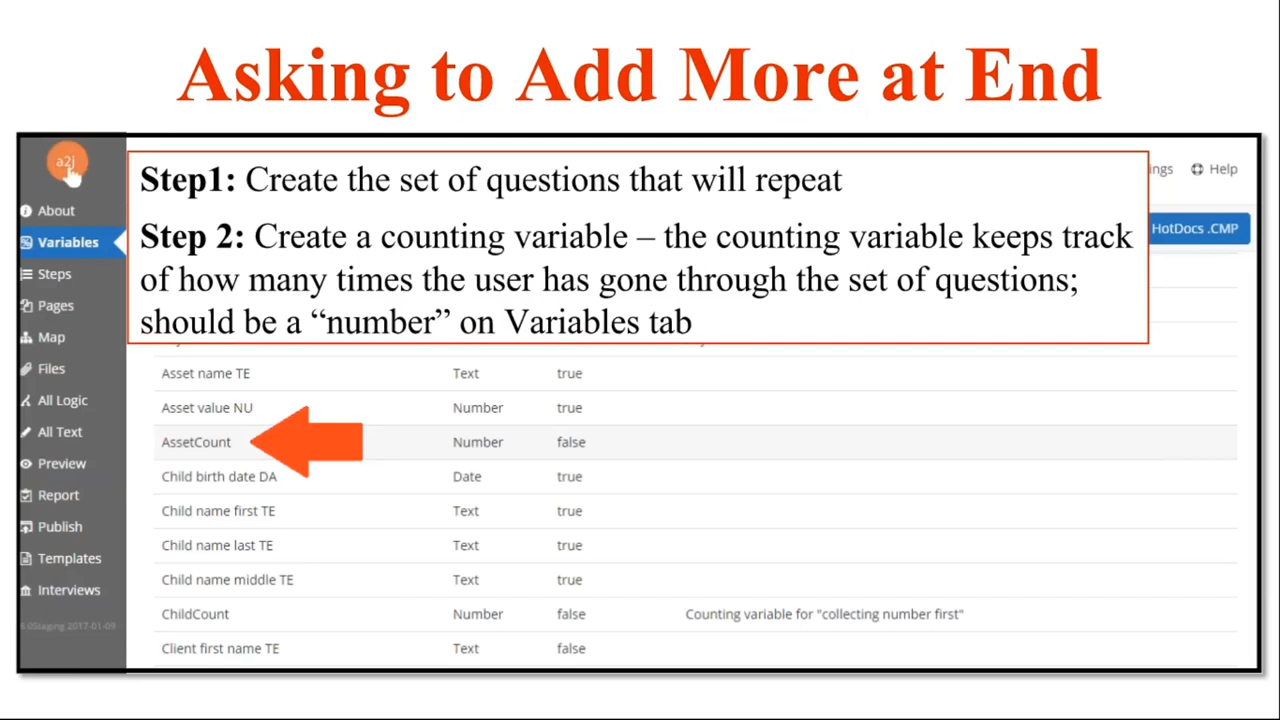 Asking to Add More at End
a2j
Step1: Create the set of questions that will repeat
Step 2: Create a counting variable – the counting variable keeps track
of how many times the user has gone through the set of questions;
should be a “number” on Variables tab
ings Help
HotDocs .CMP
About
Variables
Steps
Pages
Map
Files
All Logic
All Text
Preview
Report
Publish
Templates
Interviews
6.0Staging 2017-01-09
Asset name TE Text true
Asset value NU Number true
AssetCount Number false
Child birth date DA Date true
Child name first TE Text true
Child name last TE Text true
Child name middle TE Text true
ChildCount Number false Counting variable for "collecting number first"
Client first name TE Text false